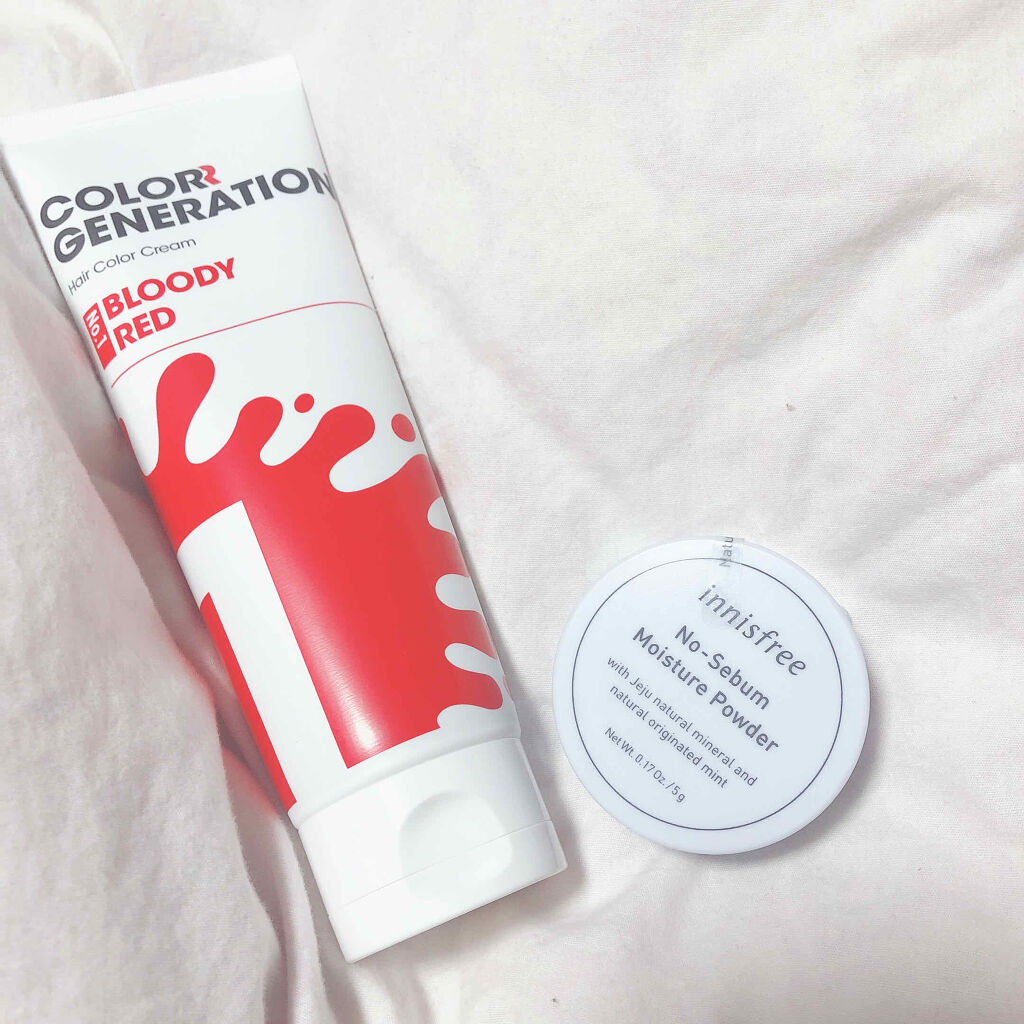 COLORR
GENERATION
Hair Color Cream
No.1
BLOODY
RED
1
Natu
innisfree
No-Sebum
Moisture Powder
with Jeju natural mineral and
natural originated mint
Net Wt. 0.17 Oz. / 5g